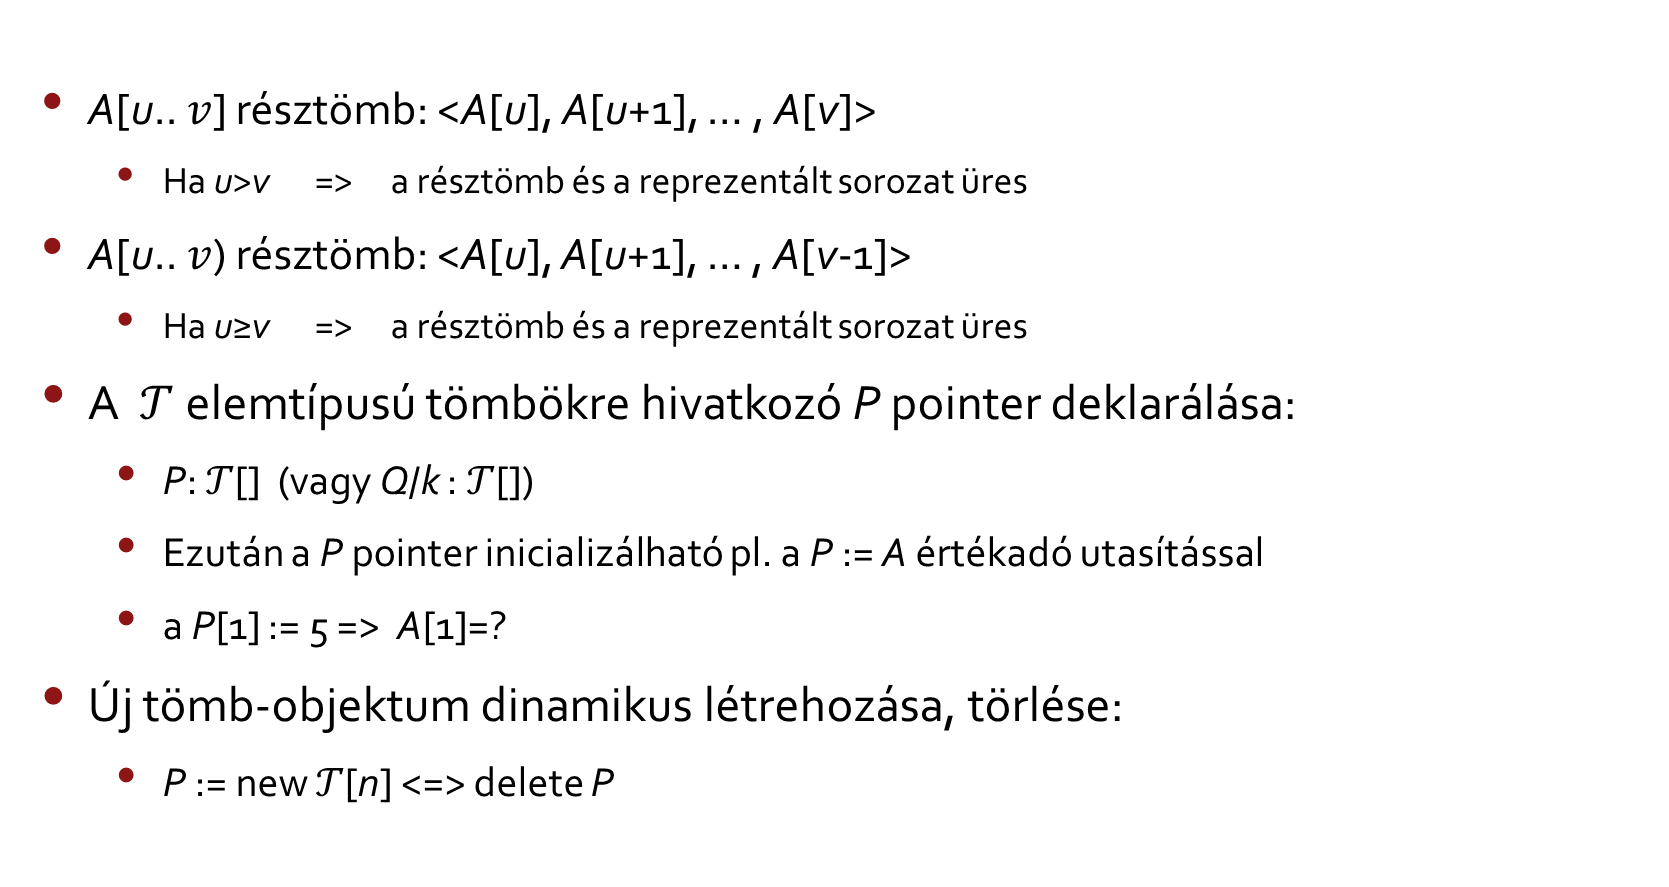 • A[u.. v] résztömb: <A[u], A[u+1], ... , A[v]>
• Ha u>v => a résztömb és a reprezentált sorozat üres
• A[u.. v) résztömb: <A[u], A[u+1], ... , A[v-1]>
• Ha u≥v => a résztömb és a reprezentált sorozat üres
• A 𝒯 elemtípusú tömbökre hivatkozó P pointer deklarálása:
• P: 𝒯[] (vagy Q/k : 𝒯[])
• Ezután a P pointer inicializálható pl. a P := A értékadó utasítással
• a P[1] := 5 => A[1]=?
• Új tömb-objektum dinamikus létrehozása, törlése:
• P := new 𝒯[n] <=> delete P